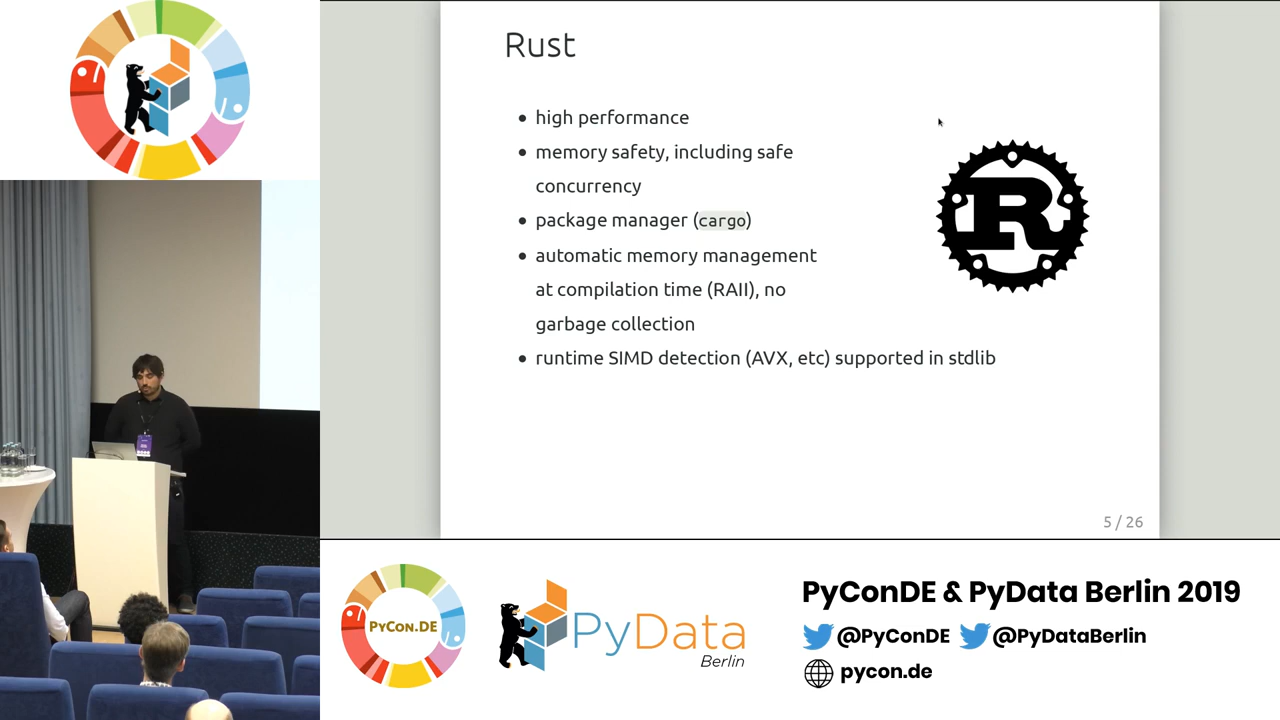 Rust
high performance
memory safety, including safe
concurrency
package manager (cargo)
automatic memory management
at compilation time (RAII), no
garbage collection
runtime SIMD detection (AVX, etc) supported in stdlib
R
5 / 26
PYCON.DE
PyData
Berlin
PyConDE & PyData Berlin 2019
@PyConDE @PyDataBerlin
pycon.de